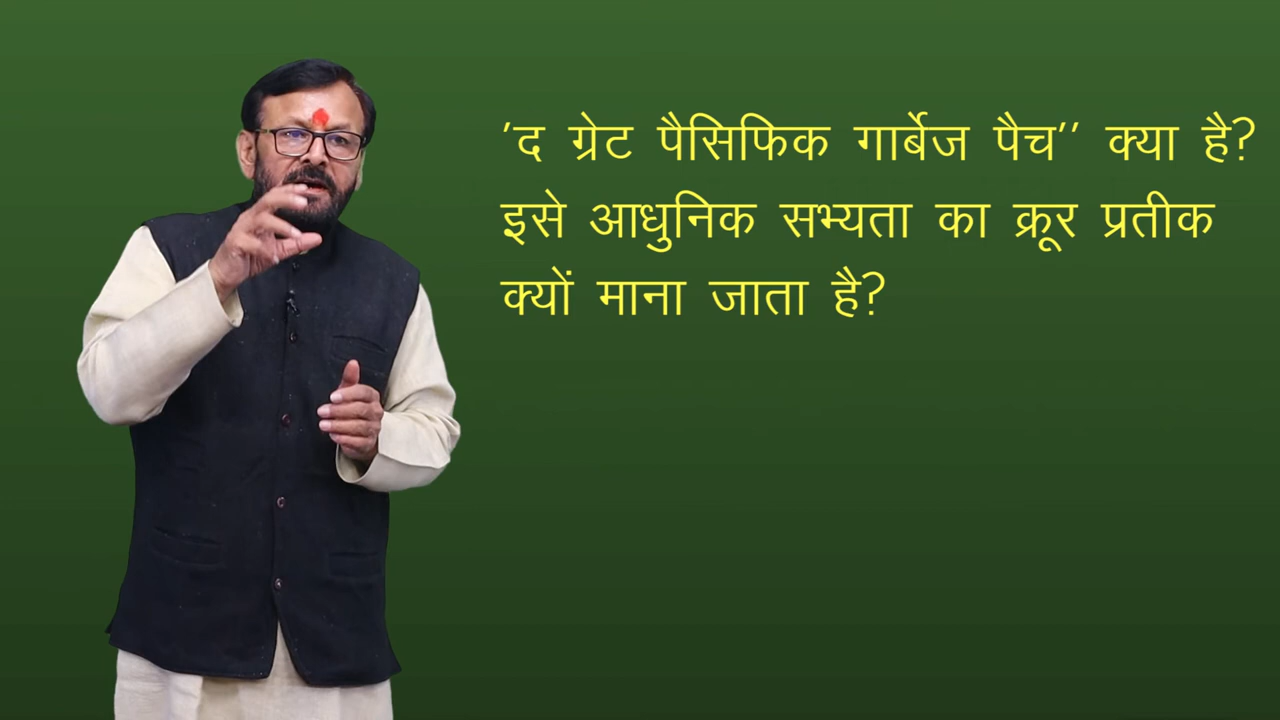 'द ग्रेट पैसिफिक गार्बेज पैच'' क्या है?
इसे आधुनिक सभ्यता का क्रूर प्रतीक
क्यों माना जाता है?